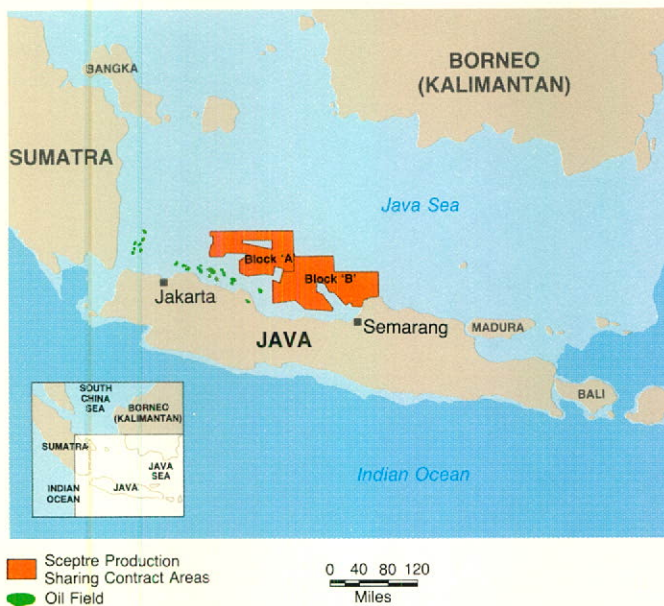 BORNEO
(KALIMANTAN)
BANGKA
SUMATRA
Java Sea
Block 'A'
Block 'B'
Jakarta
Semarang
JAVA
MADURA
BALI
SOUTH
CHINA
SEA
BORNEO
(KALIMANTAN)
SUMATRA
JAVA
SEA
INDIAN
OCEAN
JAVA
Indian Ocean
Sceptre Production
Sharing Contract Areas
Oil Field
0 40 80 120
Miles